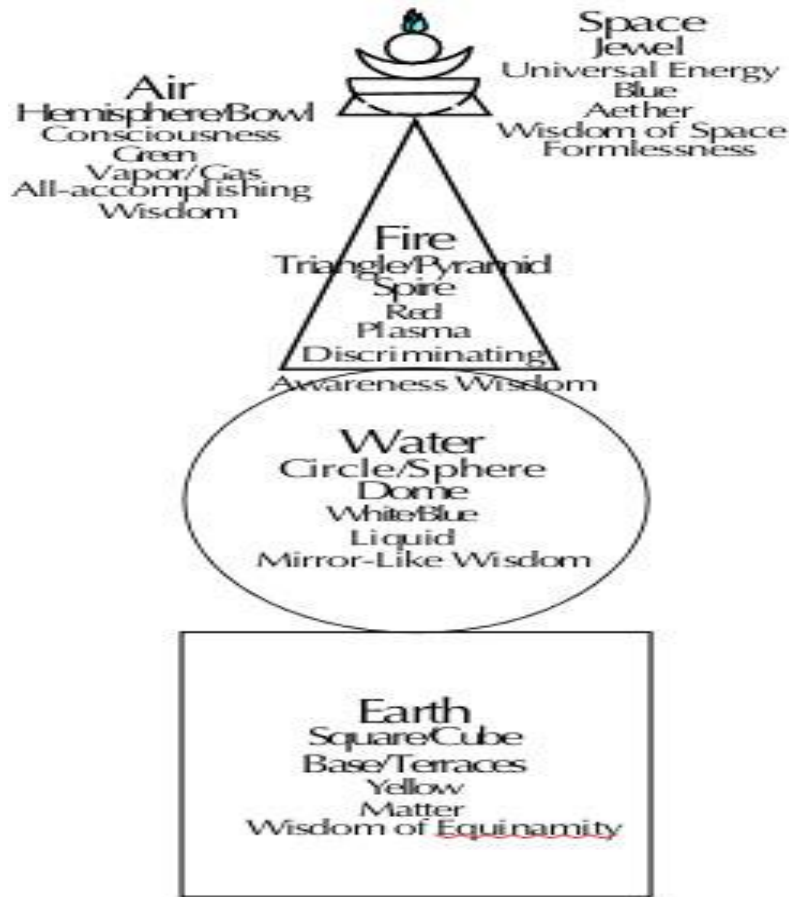 Space
Jewel
Universal Energy
Blue
Aether
Wisdom of Space
Formlessness
Air
Hemisphere/Bowl
Consciousness
Green
Vapor/Gas
All-accomplishing
Wisdom
Fire
Triangle/Pyramid
Spire
Red
Plasma
Discriminating
Awareness Wisdom
Water
Circle/Sphere
Dome
White/Blue
Liquid
Mirror-Like Wisdom
Earth
Square/Cube
Base/Terraces
Yellow
Matter
Wisdom of Equinamity